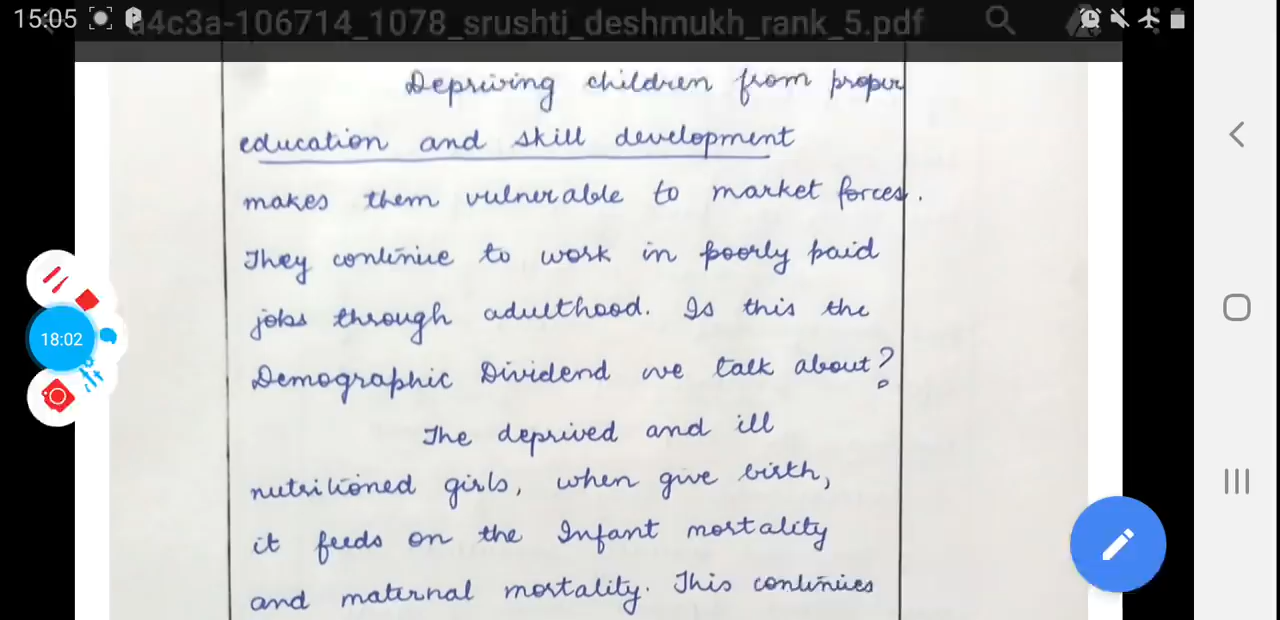 15:05
a4c3a-106714_1078_srushti_deshmukh_rank_5.pdf
Depriving children from proper
education and skill development
makes them vulnerable to market forces.
They continue to work in poorly paid
18:02
jobs through adulthood. Is this the
Demographic Dividend we talk about?
The deprived and ill
nutritioned girls, when give birth,
it feeds on the Infant mortality
and maternal mortality. This continues